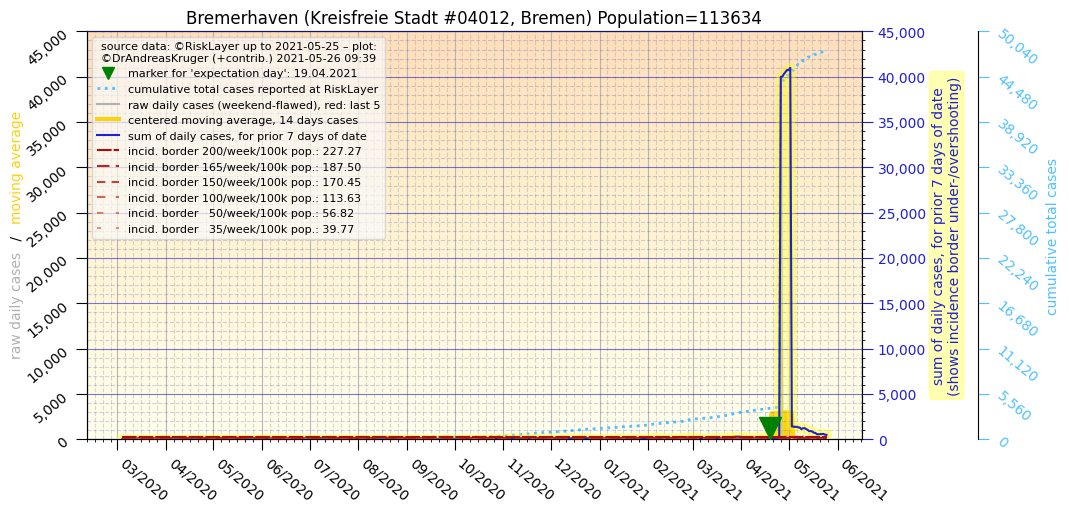 Bremerhaven (Kreisfreie Stadt #04012, Bremen) Population=113634
source data: ©RiskLayer up to 2021-05-25 – plot:
©DrAndreasKruger (+contrib.) 2021-05-26 09:39
marker for 'expectation day': 19.04.2021
cumulative total cases reported at RiskLayer
raw daily cases (weekend-flawed), red: last 5
centered moving average, 14 days cases
sum of daily cases, for prior 7 days of date
incid. border 200/week/100k pop.: 227.27
incid. border 165/week/100k pop.: 187.50
incid. border 150/week/100k pop.: 170.45
incid. border 100/week/100k pop.: 113.63
incid. border 50/week/100k pop.: 56.82
incid. border 35/week/100k pop.: 39.77
raw daily cases / moving average
45,000
40,000
35,000
30,000
25,000
20,000
15,000
10,000
5,000
0
03/2020
04/2020
05/2020
06/2020
07/2020
08/2020
09/2020
10/2020
11/2020
12/2020
01/2021
02/2021
03/2021
04/2021
05/2021
06/2021
45,000
40,000
35,000
30,000
25,000
20,000
15,000
10,000
5,000
0
sum of daily cases, for prior 7 days of date
(shows incidence border under-/overshooting)
50,040
44,480
38,920
33,360
27,800
22,240
16,680
11,120
5,560
0
cumulative total cases